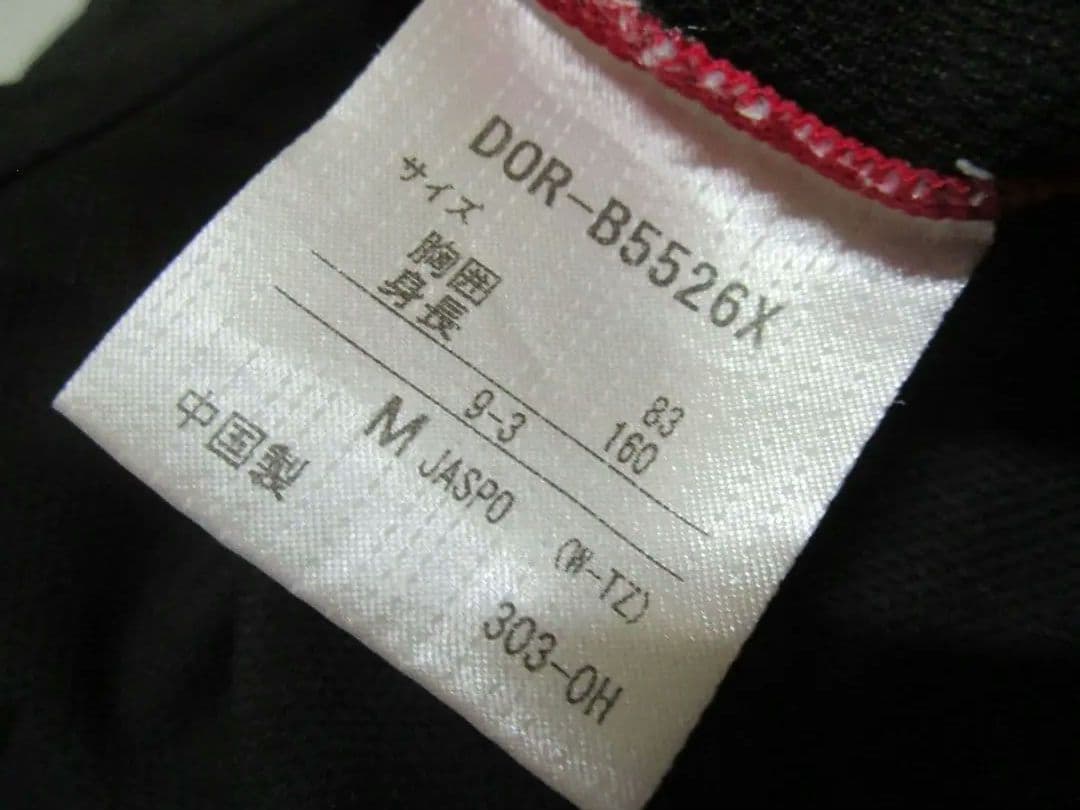 DOR-B5526X
サイズ
胸囲 83
身長 160
9-3
M JASPO (W-TZ)
中国製 303-0H